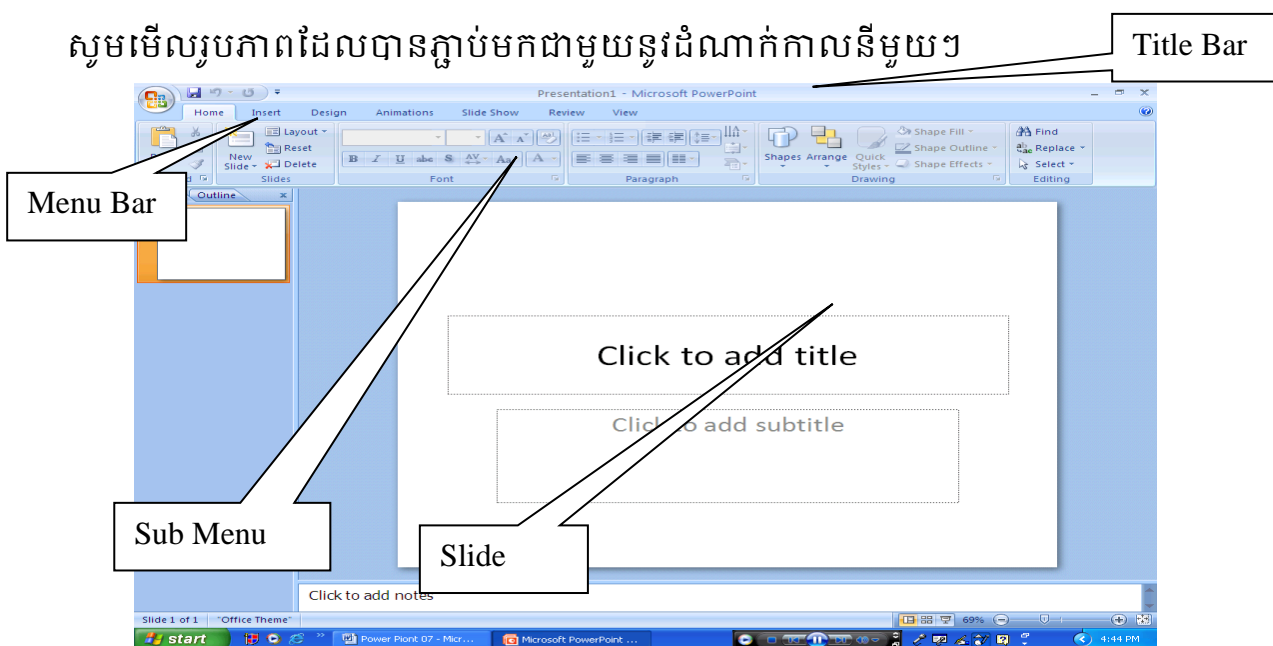 សូមមើលរូបភាពដែលបានភ្ជាប់មកជាមួយនូវដំណាក់កាលនីមួយៗ
Title Bar
Presentation1 - Microsoft PowerPoint
Home Insert Design Animations Slide Show Review View
Layout
Reset
Delete
New
Slide
Slides
B I U abc S AV Aa A
Font
Paragraph
Shapes Arrange Quick
Styles
Shape Fill
Shape Outline
Shape Effects
Drawing
Find
Replace
Select
Editing
Menu Bar
Outline
Click to add title
Click to add subtitle
Sub Menu
Slide
Click to add notes
Slide 1 of 1 "Office Theme" 69%
start Power Piont 07 - Micr... Microsoft PowerPoint ... 4:44 PM